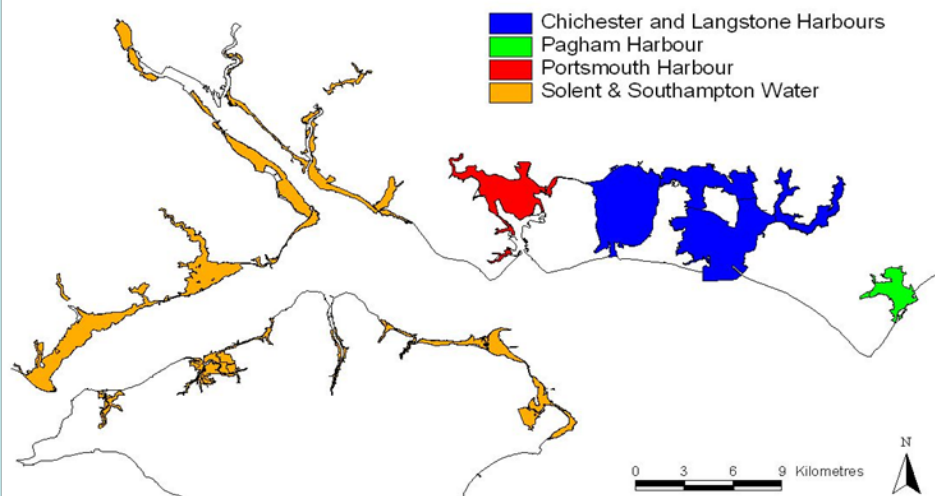 Chichester and Langstone Harbours
Pagham Harbour
Portsmouth Harbour
Solent & Southampton Water
N
0 3 6 9 Kilometres